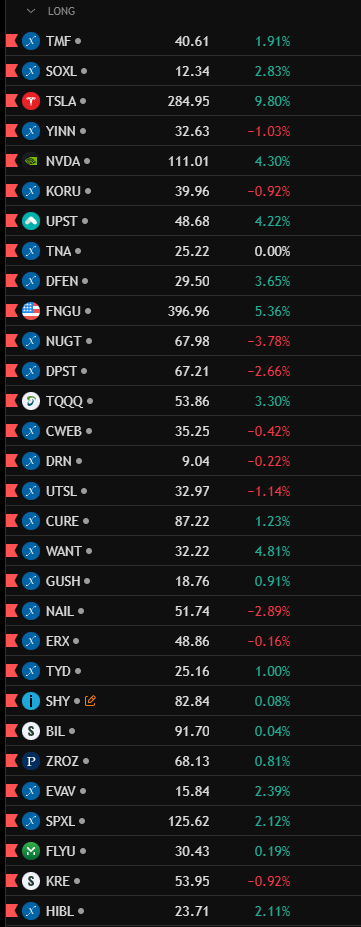 LONG
TMF 40.61 1.91%
SOXL 12.34 2.83%
TSLA 284.95 9.80%
YINN 32.63 −1.03%
NVDA 111.01 4.30%
KORU 39.96 −0.92%
UPST 48.68 4.22%
TNA 25.22 0.00%
DFEN 29.50 3.65%
FNGU 396.96 5.36%
NUGT 67.98 −3.78%
DPST 67.21 −2.66%
TQQQ 53.86 3.30%
CWEB 35.25 −0.42%
DRN 9.04 −0.22%
UTSL 32.97 −1.14%
CURE 87.22 1.23%
WANT 32.22 4.81%
GUSH 18.76 0.91%
NAIL 51.74 −2.89%
ERX 48.86 −0.16%
TYD 25.16 1.00%
SHY 82.84 0.08%
BIL 91.70 0.04%
ZROZ 68.13 0.81%
EVAV 15.84 2.39%
SPXL 125.62 2.12%
FLYU 30.43 0.19%
KRE 53.95 −0.92%
HIBL 23.71 2.11%